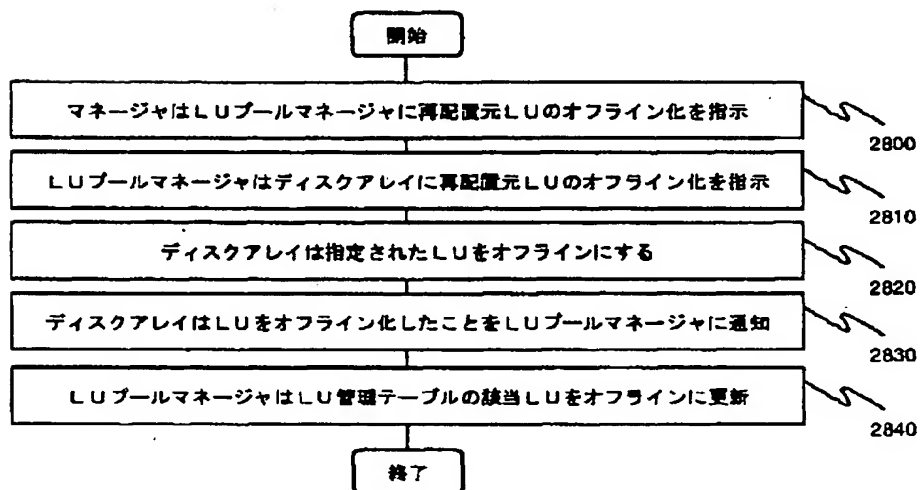 開始
マネージャはLUプールマネージャに再配置元LUのオフライン化を指示
2800
LUプールマネージャはディスクアレイに再配置元LUのオフライン化を指示
2810
ディスクアレイは指定されたLUをオフラインにする
2820
ディスクアレイはLUをオフライン化したことをLUプールマネージャに通知
2830
LUプールマネージャはLU管理テーブルの該当LUをオフラインに更新
2840
終了